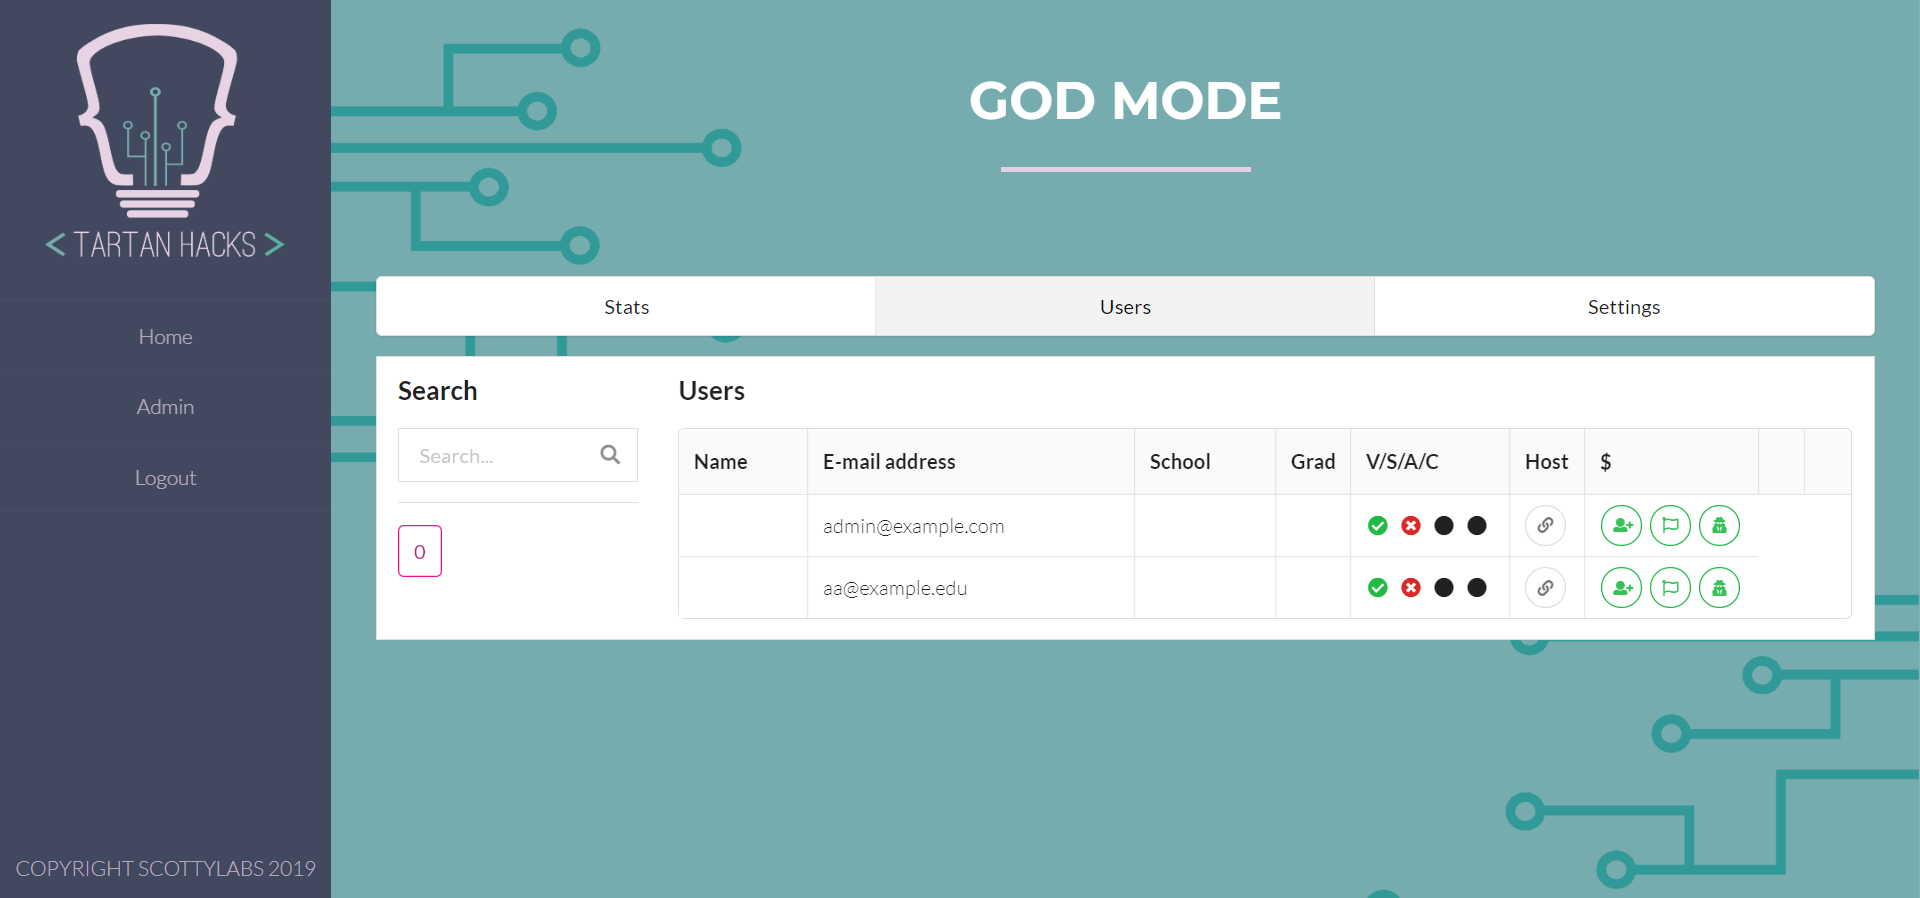 < TARTAN HACKS >
Home
Admin
Logout
COPYRIGHT SCOTTYLABS 2019
GOD MODE
Stats Users Settings
Search
Search...
0
Users
Name E-mail address School Grad V/S/A/C Host $
admin@example.com
aa@example.edu